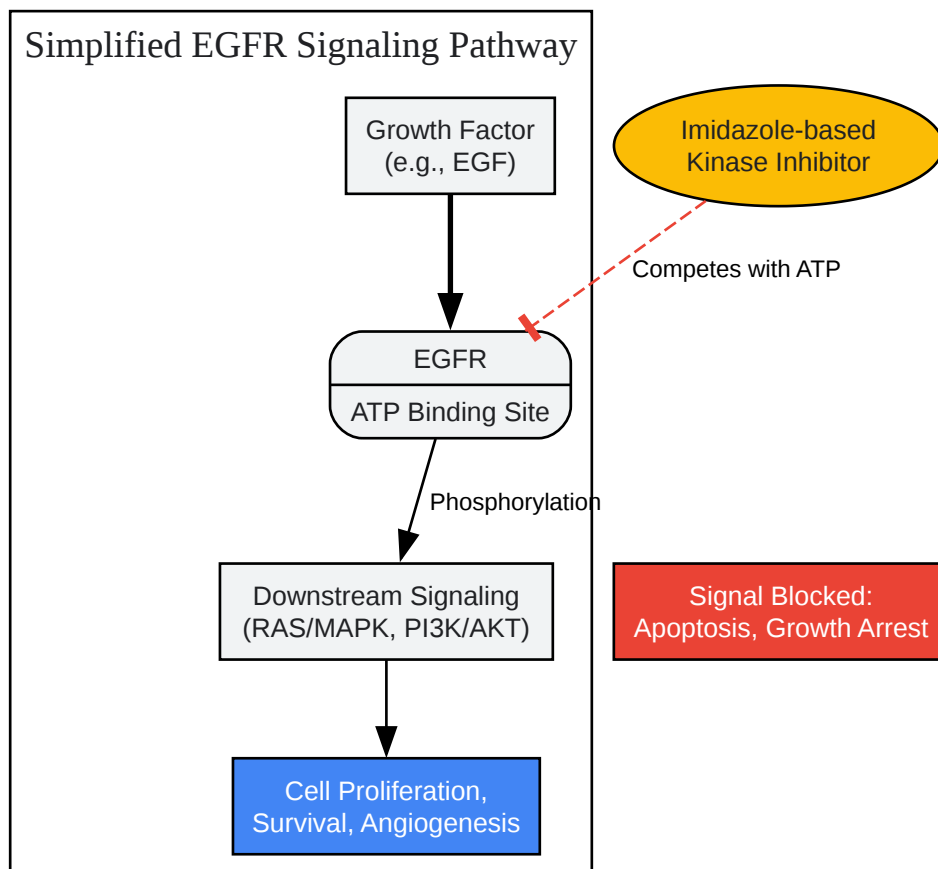 Simplified EGFR Signaling Pathway
Growth Factor
(e.g., EGF)
Imidazole-based
Kinase Inhibitor
Competes with ATP
EGFR
ATP Binding Site
Phosphorylation
Downstream Signaling
(RAS/MAPK, PI3K/AKT)
Signal Blocked:
Apoptosis, Growth Arrest
Cell Proliferation,
Survival, Angiogenesis